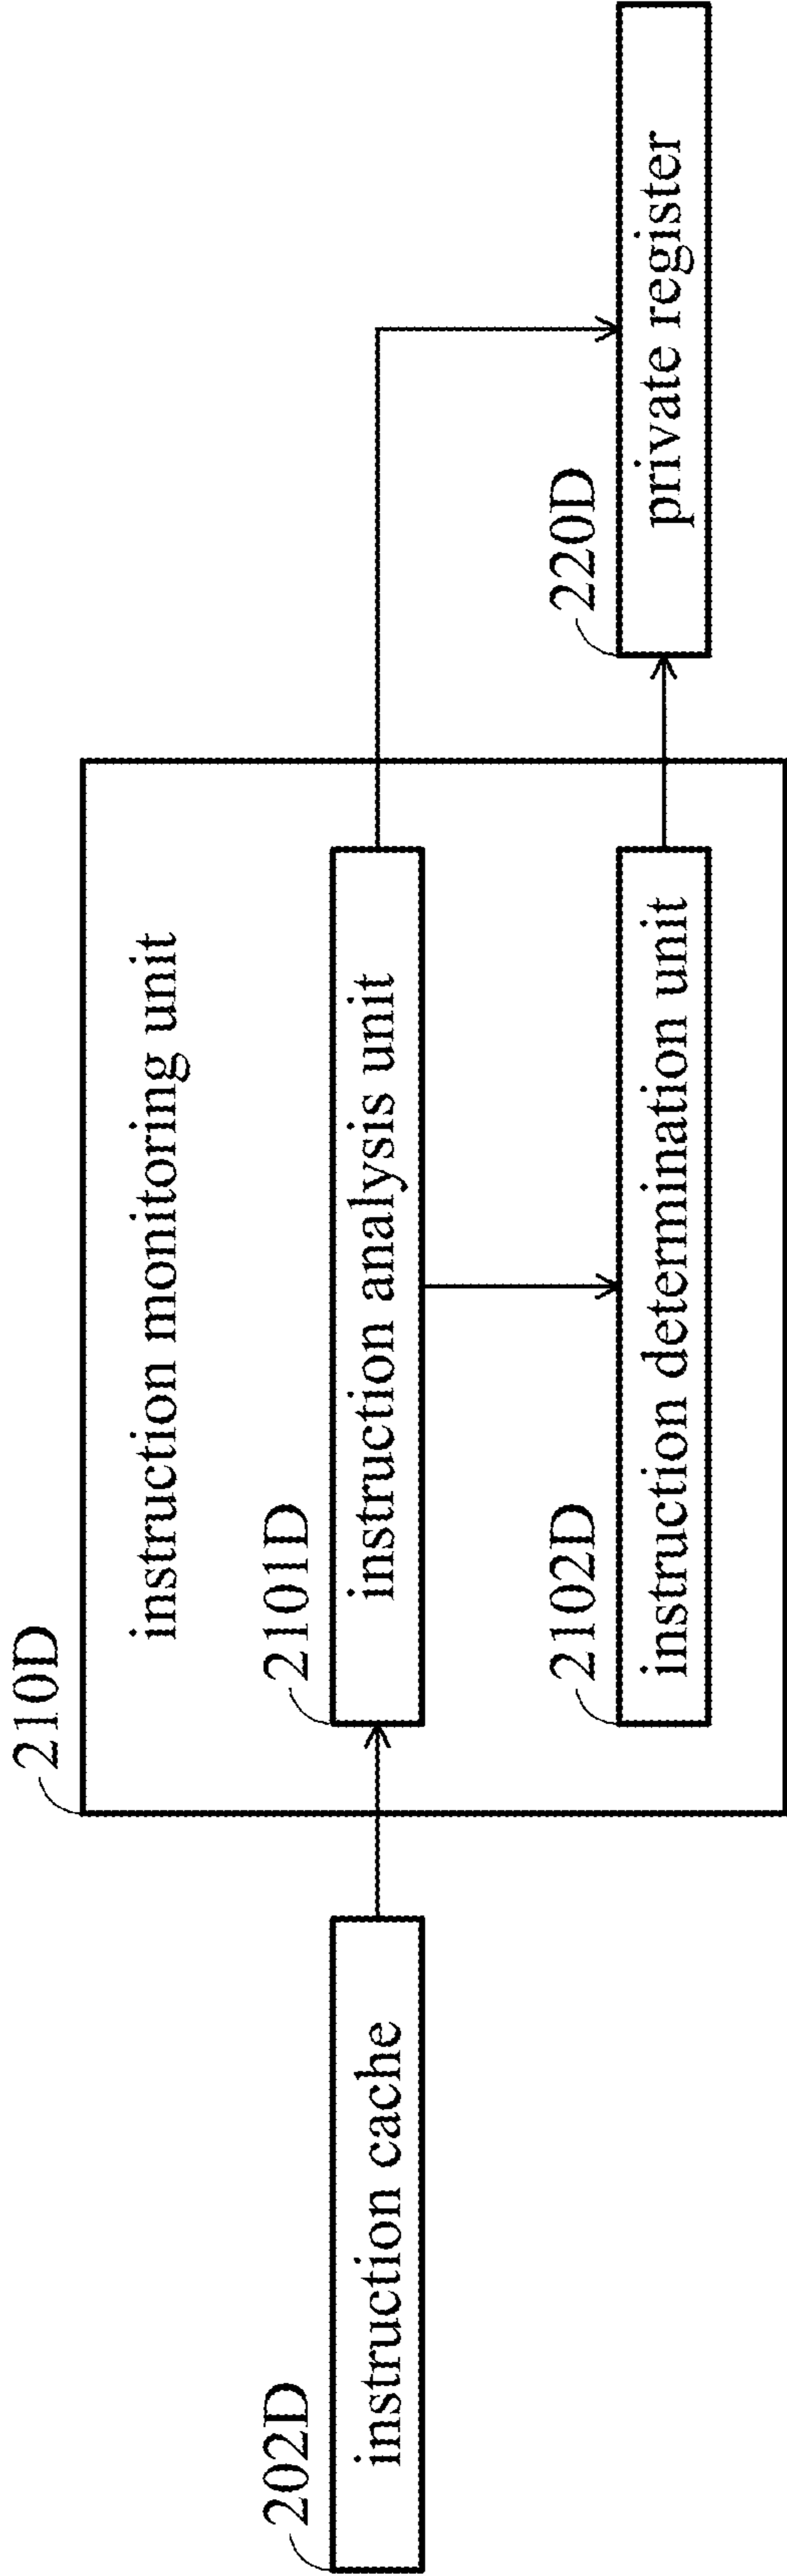 210D
instruction monitoring unit
202D
instruction cache
2101D
instruction analysis unit
2102D
instruction determination unit
220D
private register